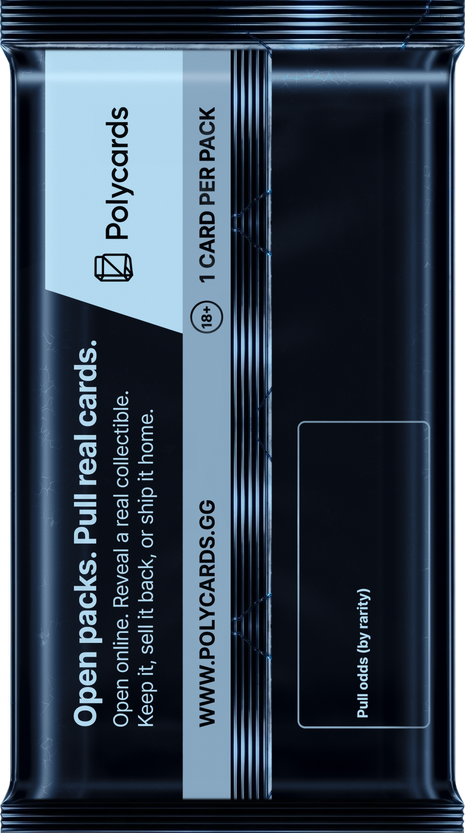 Polycards
Open packs. Pull real cards.
Open online. Reveal a real collectible.
Keep it, sell it back, or ship it home.
WWW.POLYCARDS.GG
18+
1 CARD PER PACK
Pull odds (by rarity)